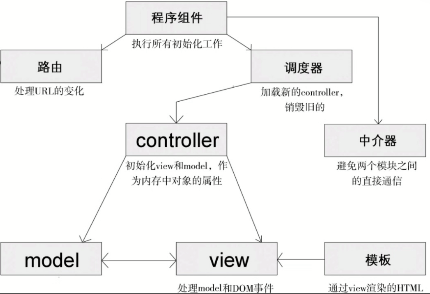 程序组件
执行所有初始化工作
路由
处理URL的变化
调度器
加载新的controller，
销毁旧的
controller
初始化view和model，作
为内存中对象的属性
中介器
避免两个模块之间
的直接通信
model
view
处理model和DOM事件
模板
通过view渲染的HTML